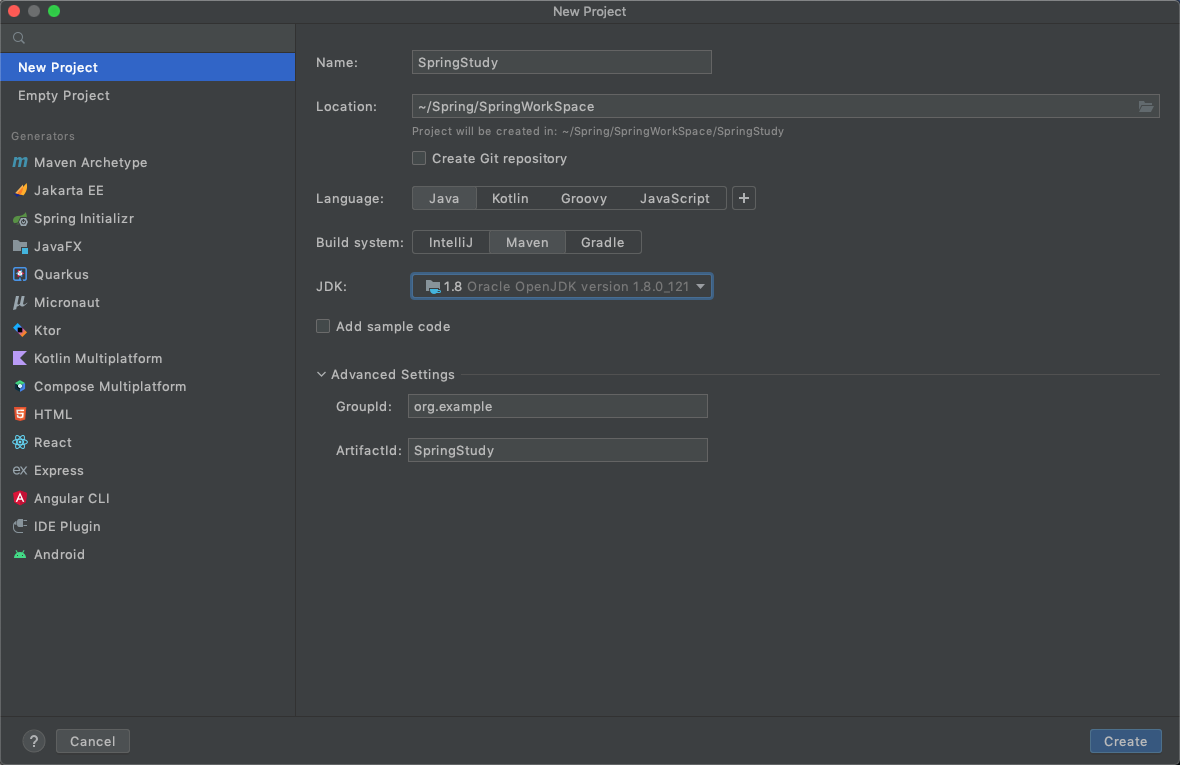 New Project
New Project
Empty Project
Generators
m Maven Archetype
Jakarta EE
Spring Initializr
JavaFX
Quarkus
μ Micronaut
Ktor
Kotlin Multiplatform
Compose Multiplatform
5 HTML
React
ex Express
A Angular CLI
IDE Plugin
Android
Name: SpringStudy
Location: ~/Spring/SpringWorkSpace
Project will be created in: ~/Spring/SpringWorkSpace/SpringStudy
Create Git repository
Language: Java Kotlin Groovy JavaScript +
Build system: IntelliJ Maven Gradle
JDK: 1.8 Oracle OpenJDK version 1.8.0_121
Add sample code
Advanced Settings
GroupId: org.example
ArtifactId: SpringStudy
? Cancel Create